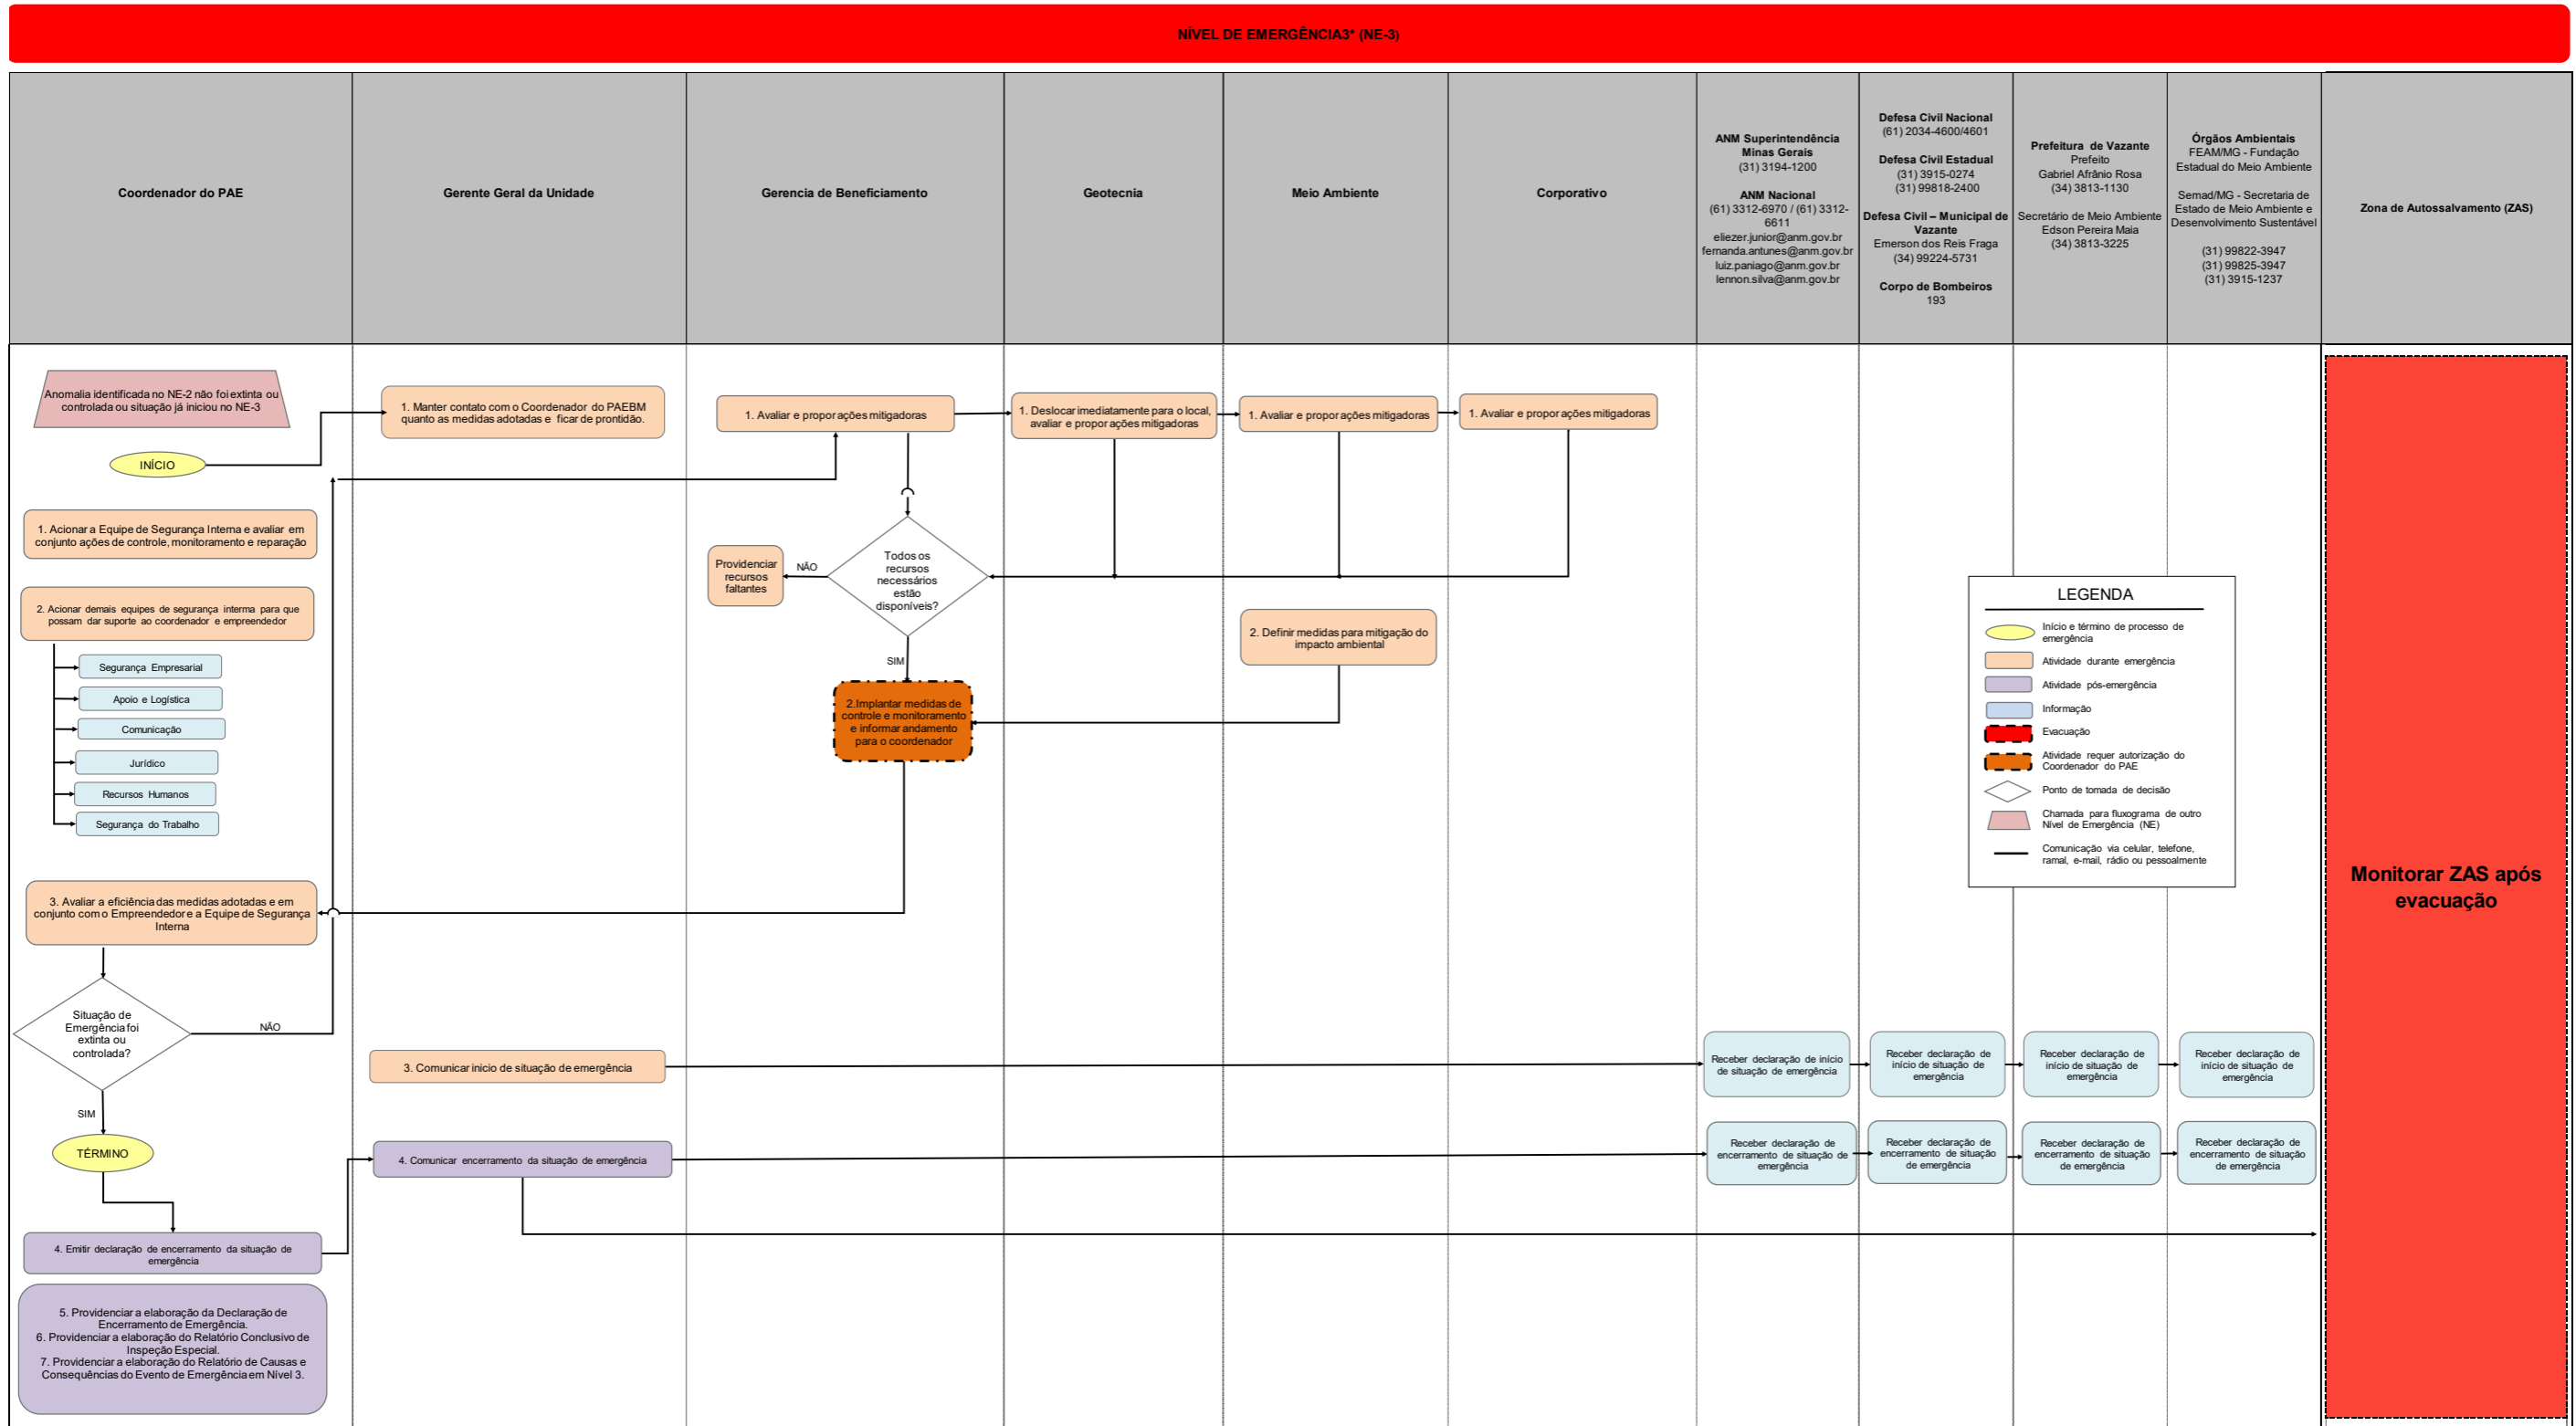 NÍVEL DE EMERGÊNCIA3* (NE-3)
Coordenador do PAE
Gerente Geral da Unidade
Gerencia de Beneficiamento
Geotecnia
Meio Ambiente
Corporativo
ANM Superintendência
Minas Gerais
(31) 3194-1200
ANM Nacional
(61) 3312-6970 / (61) 3312-
6611
eliezer.junior@anm.gov.br
fernanda.antunes@anm.gov.br
luiz.paniago@anm.gov.br
lennon.silva@anm.gov.br
Defesa Civil Nacional
(61) 2034-4600/4601
Defesa Civil Estadual
(31) 3915-0274
(31) 99818-2400
Defesa Civil – Municipal de
Vazante
Emerson dos Reis Fraga
(34) 99224-5731
Corpo de Bombeiros
193
Prefeitura de Vazante
Prefeito
Gabriel Afrânio Rosa
(34) 3813-1130
Secretário de Meio Ambiente
Edson Pereira Maia
(34) 3813-3225
Órgãos Ambientais
FEAM/MG - Fundação
Estadual do Meio Ambiente
Semad/MG - Secretaria de
Estado de Meio Ambiente e
Desenvolvimento Sustentável
(31) 99822-3947
(31) 99825-3947
(31) 3915-1237
Zona de Autossalvamento (ZAS)
Anomalia identificada no NE-2 não foi extinta ou
controlada ou situação já iniciou no NE-3
INÍCIO
1. Acionar a Equipe de Segurança Interna e avaliar em
conjunto ações de controle, monitoramento e reparação
2. Acionar demais equipes de segurança interna para que
possam dar suporte ao coordenador e empreendedor
Segurança Empresarial
Apoio e Logística
Comunicação
Jurídico
Recursos Humanos
Segurança do Trabalho
3. Avaliar a eficiência das medidas adotadas e em
conjunto com o Empreendedor e a Equipe de Segurança
Interna
Situação de
Emergência foi
extinta ou
controlada?
NÃO
SIM
TÉRMINO
4. Emitir declaração de encerramento da situação de
emergência
5. Providenciar a elaboração da Declaração de
Encerramento de Emergência.
6. Providenciar a elaboração do Relatório Conclusivo de
Inspeção Especial.
7. Providenciar a elaboração do Relatório de Causas e
Consequências do Evento de Emergência em Nível 3.
1. Manter contato com o Coordenador do PAEBM
quanto as medidas adotadas e ficar de prontidão.
3. Comunicar inicio de situação de emergência
4. Comunicar encerramento da situação de emergência
1. Avaliar e propor ações mitigadoras
Todos os
recursos
necessários
estão
disponíveis?
NÃO
Providenciar
recursos
faltantes
SIM
2.Implantar medidas de
controle e monitoramento
e informar andamento
para o coordenador
1. Deslocar imediatamente para o local,
avaliar e propor ações mitigadoras
1. Avaliar e propor ações mitigadoras
2. Definir medidas para mitigação do
impacto ambiental
1. Avaliar e propor ações mitigadoras
Receber declaração de início
de situação de emergência
Receber declaração de
início de situação de
emergência
Receber declaração de
início de situação de
emergência
Receber declaração de
início de situação de
emergência
Receber declaração de
encerramento de situação de
emergência
Receber declaração de
encerramento de situação
de emergência
Receber declaração de
encerramento de situação
de emergência
Receber declaração de
encerramento de situação
de emergência
LEGENDA
Início e término de processo de
emergência
Atividade durante emergência
Atividade pós-emergência
Informação
Evacuação
Atividade requer autorização do
Coordenador do PAE
Ponto de tomada de decisão
Chamada para fluxograma de outro
Nível de Emergência (NE)
Comunicação via celular, telefone,
ramal, e-mail, rádio ou pessoalmente
Monitorar ZAS após
evacuação